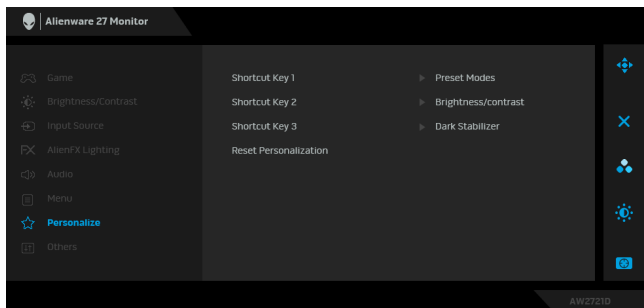 Alienware 27 Monitor
Game
Brightness/Contrast
Input Source
FX AlienFX Lighting
Audio
Menu
Personalize
Others
Shortcut Key 1 Preset Modes
Shortcut Key 2 Brightness/contrast
Shortcut Key 3 Dark Stabilizer
Reset Personalization
AW2721D